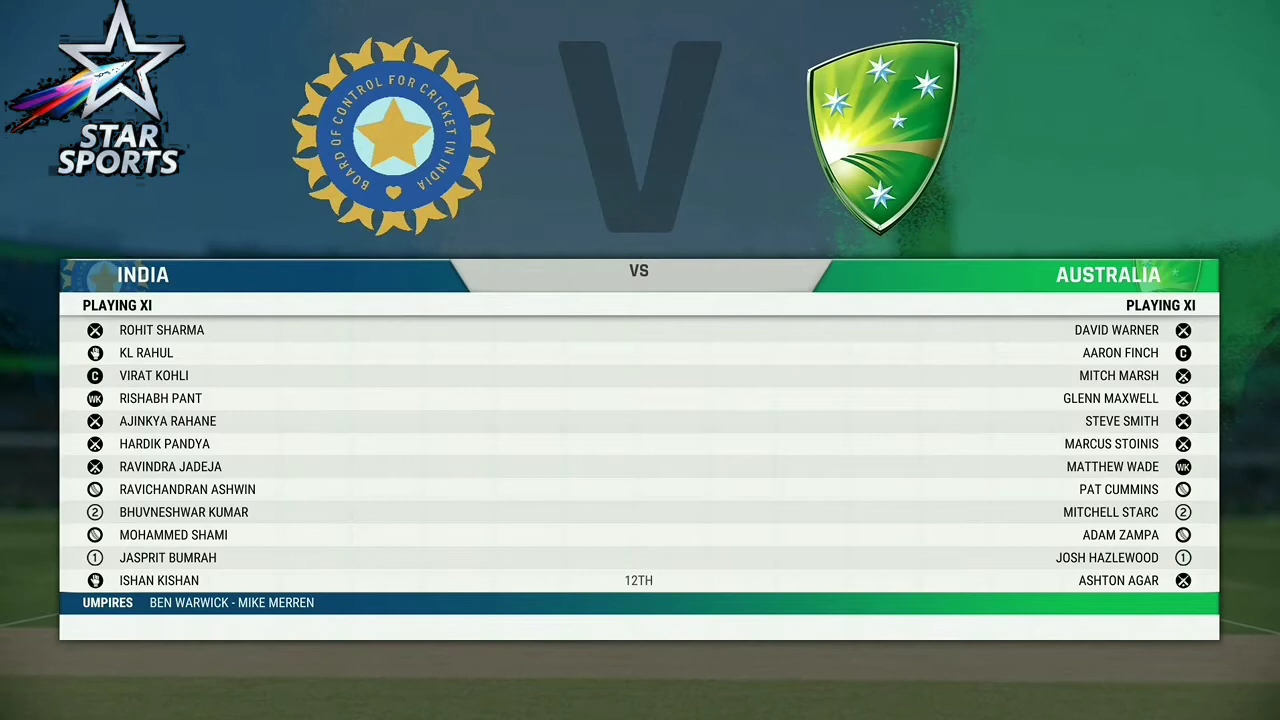 STAR
SPORTS
BOARD OF CONTROL FOR CRICKET IN INDIA
V
INDIA VS AUSTRALIA
PLAYING XI PLAYING XI
ROHIT SHARMA DAVID WARNER
KL RAHUL AARON FINCH C
C VIRAT KOHLI MITCH MARSH
WK RISHABH PANT GLENN MAXWELL
AJINKYA RAHANE STEVE SMITH
HARDIK PANDYA MARCUS STOINIS
RAVINDRA JADEJA MATTHEW WADE WK
RAVICHANDRAN ASHWIN PAT CUMMINS
2 BHUVNESHWAR KUMAR MITCHELL STARC 2
MOHAMMED SHAMI ADAM ZAMPA
1 JASPRIT BUMRAH JOSH HAZLEWOOD 1
ISHAN KISHAN 12TH ASHTON AGAR
UMPIRES BEN WARWICK - MIKE MERREN